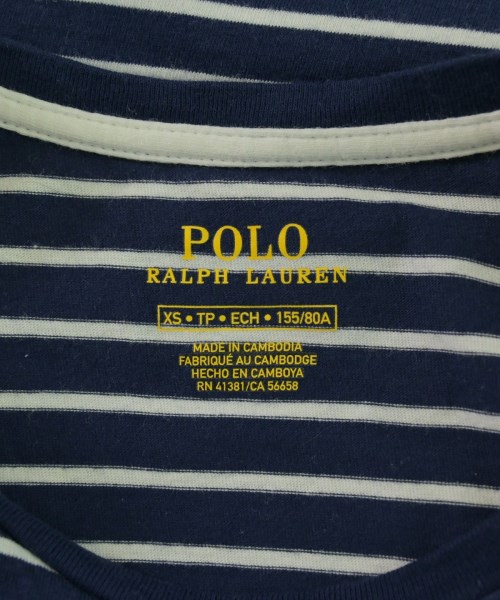 POLO
RALPH LAUREN
XS • TP • ECH • 155/80A
MADE IN CAMBODIA
FABRIQUÉ AU CAMBODGE
HECHO EN CAMBOYA
RN 41381/CA 56658